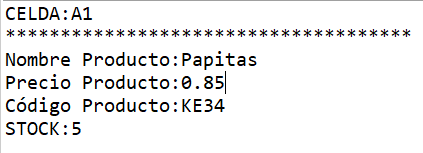 CELDA:A1
*************************************
Nombre Producto:Papitas
Precio Producto:0.85
Código Producto:KE34
STOCK:5